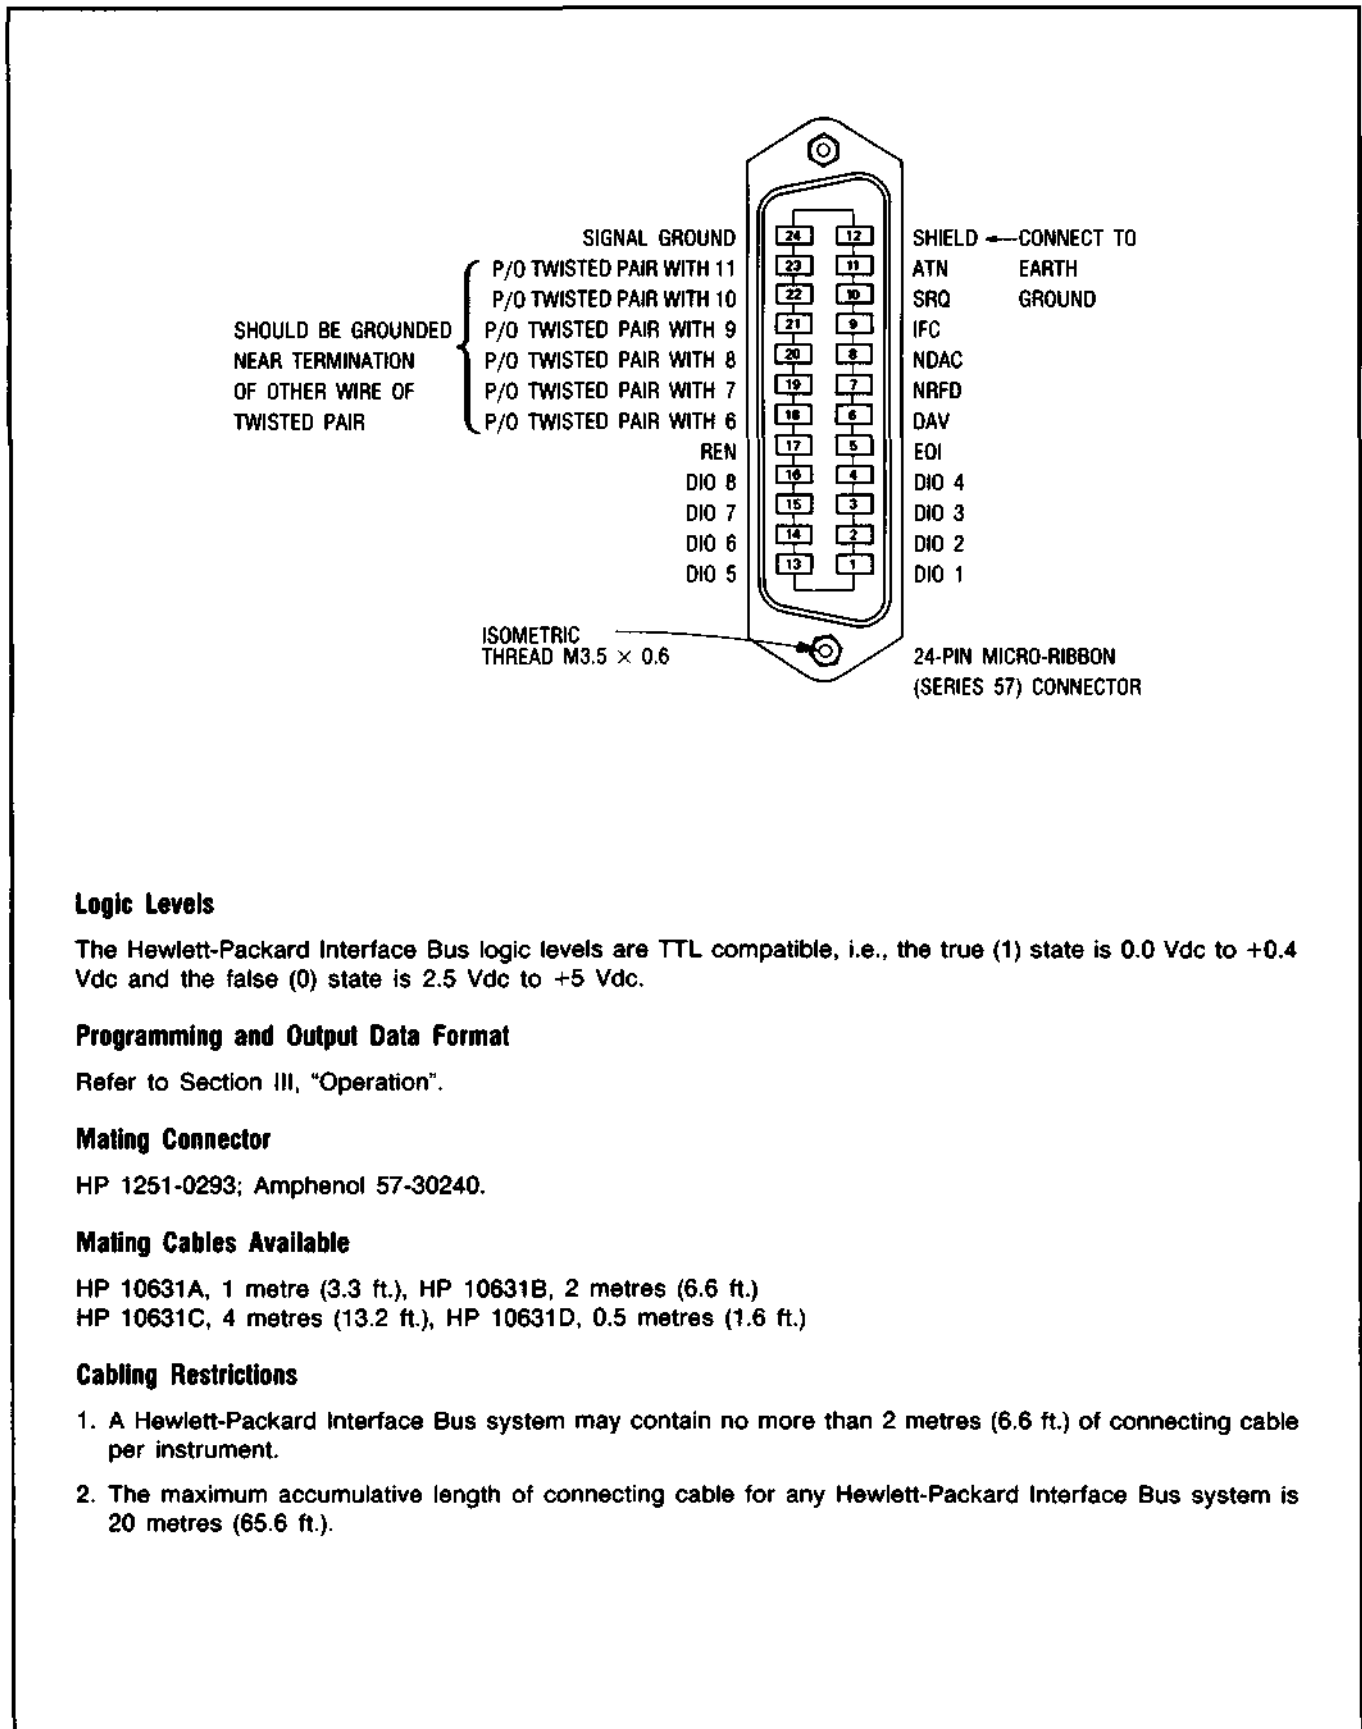 SIGNAL GROUND 24 12 SHIELD ←CONNECT TO
P/O TWISTED PAIR WITH 11 23 11 ATN EARTH
P/O TWISTED PAIR WITH 10 22 10 SRQ GROUND
SHOULD BE GROUNDED P/O TWISTED PAIR WITH 9 21 9 IFC
NEAR TERMINATION P/O TWISTED PAIR WITH 8 20 8 NDAC
OF OTHER WIRE OF P/O TWISTED PAIR WITH 7 19 7 NRFD
TWISTED PAIR P/O TWISTED PAIR WITH 6 18 6 DAV
REN 17 5 EOI
DIO 8 16 4 DIO 4
DIO 7 15 3 DIO 3
DIO 6 14 2 DIO 2
DIO 5 13 1 DIO 1
ISOMETRIC
THREAD M3.5 × 0.6 24-PIN MICRO-RIBBON
(SERIES 57) CONNECTOR
Logic Levels
The Hewlett-Packard Interface Bus logic levels are TTL compatible, i.e., the true (1) state is 0.0 Vdc to +0.4
Vdc and the false (0) state is 2.5 Vdc to +5 Vdc.
Programming and Output Data Format
Refer to Section III, “Operation”.
Mating Connector
HP 1251-0293; Amphenol 57-30240.
Mating Cables Available
HP 10631A, 1 metre (3.3 ft.), HP 10631B, 2 metres (6.6 ft.)
HP 10631C, 4 metres (13.2 ft.), HP 10631D, 0.5 metres (1.6 ft.)
Cabling Restrictions
1. A Hewlett-Packard Interface Bus system may contain no more than 2 metres (6.6 ft.) of connecting cable
per instrument.
2. The maximum accumulative length of connecting cable for any Hewlett-Packard Interface Bus system is
20 metres (65.6 ft.).